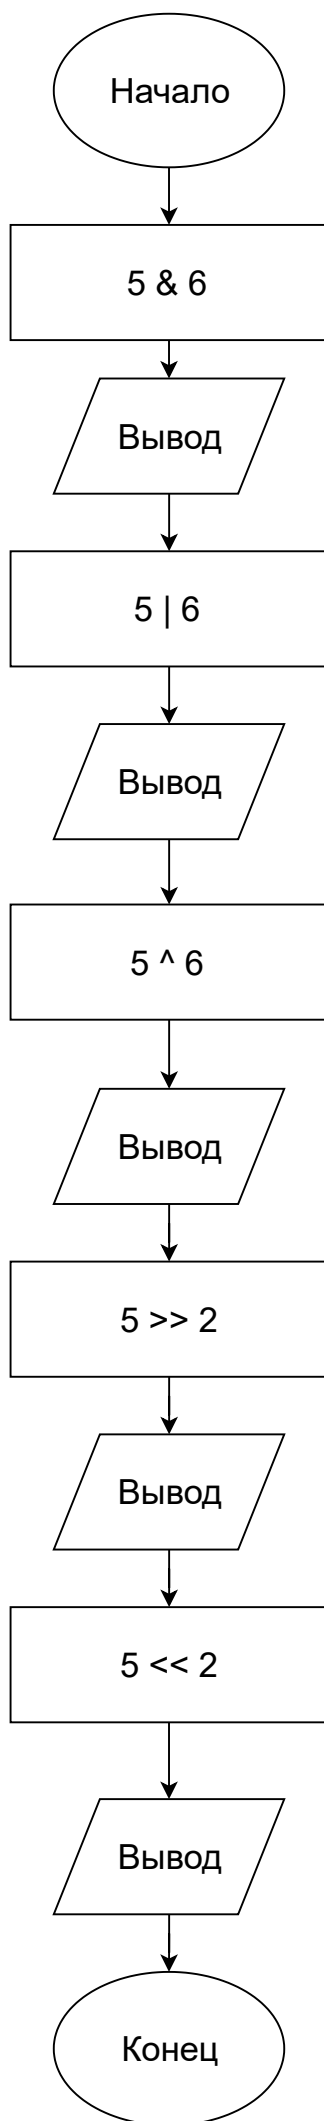 Начало
5 & 6
Вывод
5 | 6
Вывод
5 ^ 6
Вывод
5 >> 2
Вывод
5 << 2
Вывод
Конец